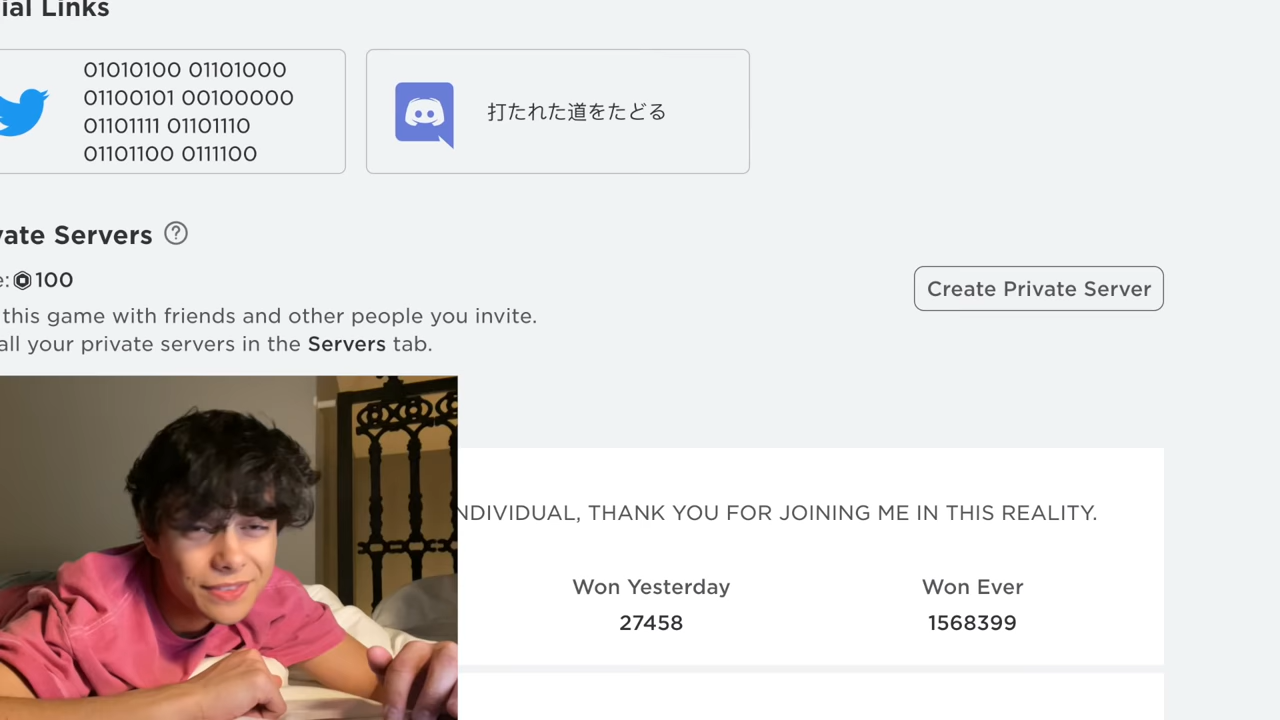 ial Links
01010100 01101000
01100101 00100000
01101111 01101110
01101100 0111100
打たれた道をたどる
vate Servers
e: 100
this game with friends and other people you invite.
all your private servers in the Servers tab.
Create Private Server
NDIVIDUAL, THANK YOU FOR JOINING ME IN THIS REALITY.
Won Yesterday
Won Ever
27458
1568399